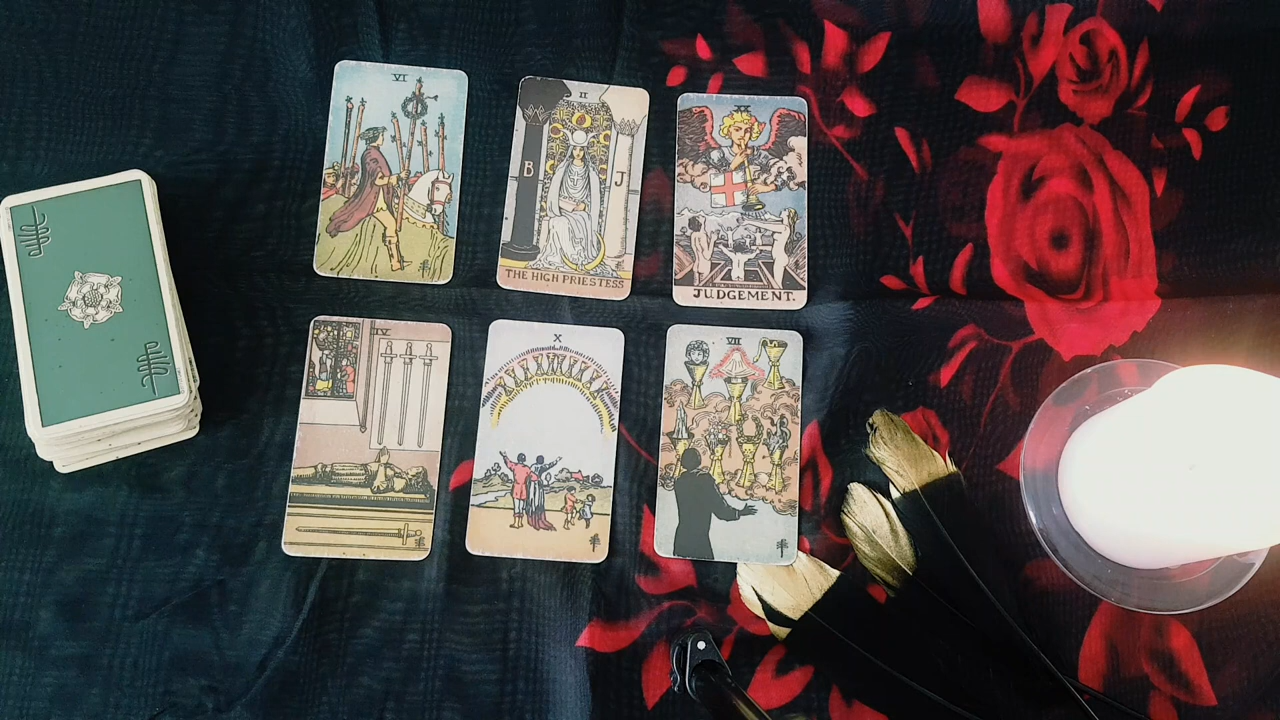 VI
II
B
J
THE HIGH PRIESTESS
XX
JUDGEMENT.
IV
X
VII